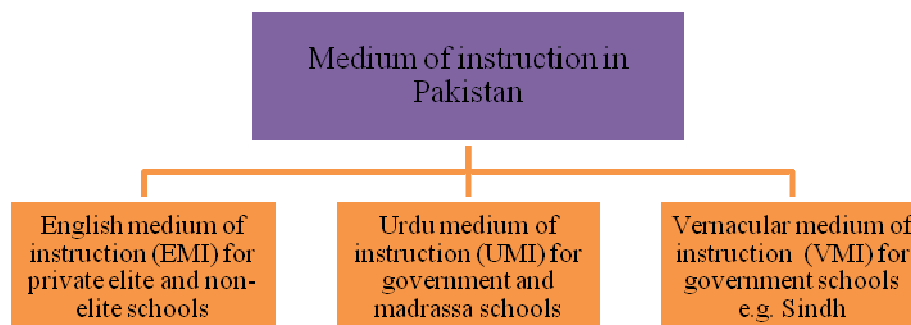 Medium of instruction in
Pakistan
English medium of
instruction (EMI) for
private elite and non-
elite schools
Urdu medium of
instruction (UMI) for
government and
madrassa schools
Vernacular medium of
instruction (VMI) for
government schools
e.g. Sindh